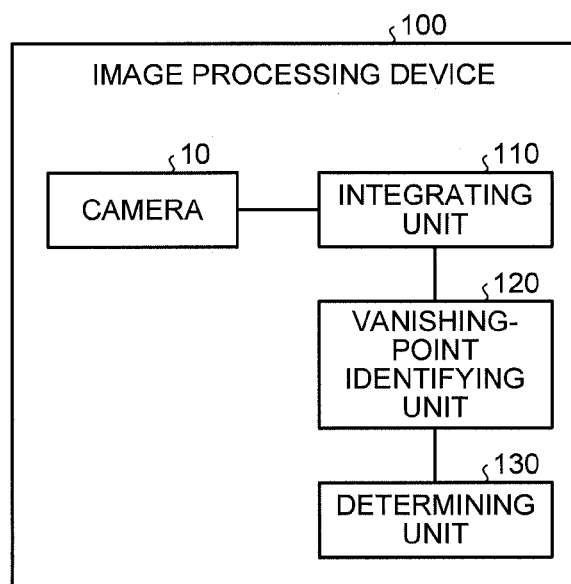 100
IMAGE PROCESSING DEVICE
10
CAMERA
110
INTEGRATING
UNIT
120
VANISHING-
POINT
IDENTIFYING
UNIT
130
DETERMINING
UNIT